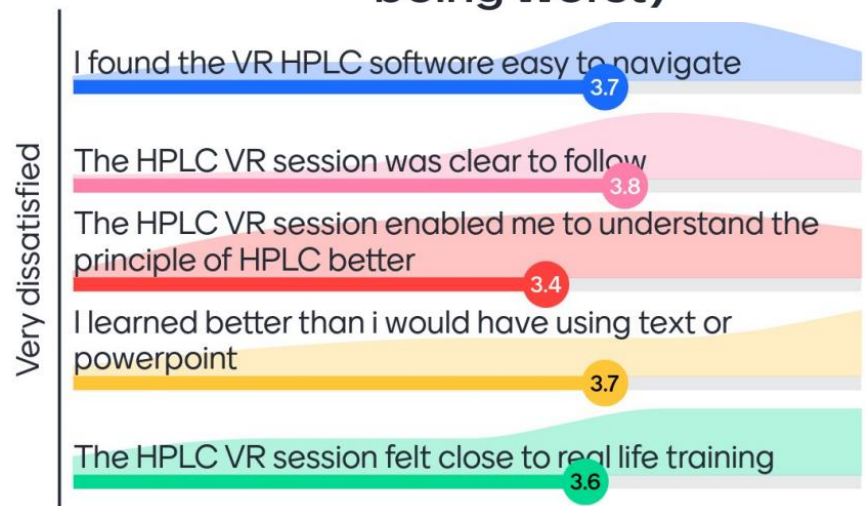 being worst)
Very dissatisfied
I found the VR HPLC software easy to navigate
3.7
The HPLC VR session was clear to follow
3.8
The HPLC VR session enabled me to understand the
principle of HPLC better
3.4
I learned better than i would have using text or
powerpoint
3.7
The HPLC VR session felt close to real life training
3.6